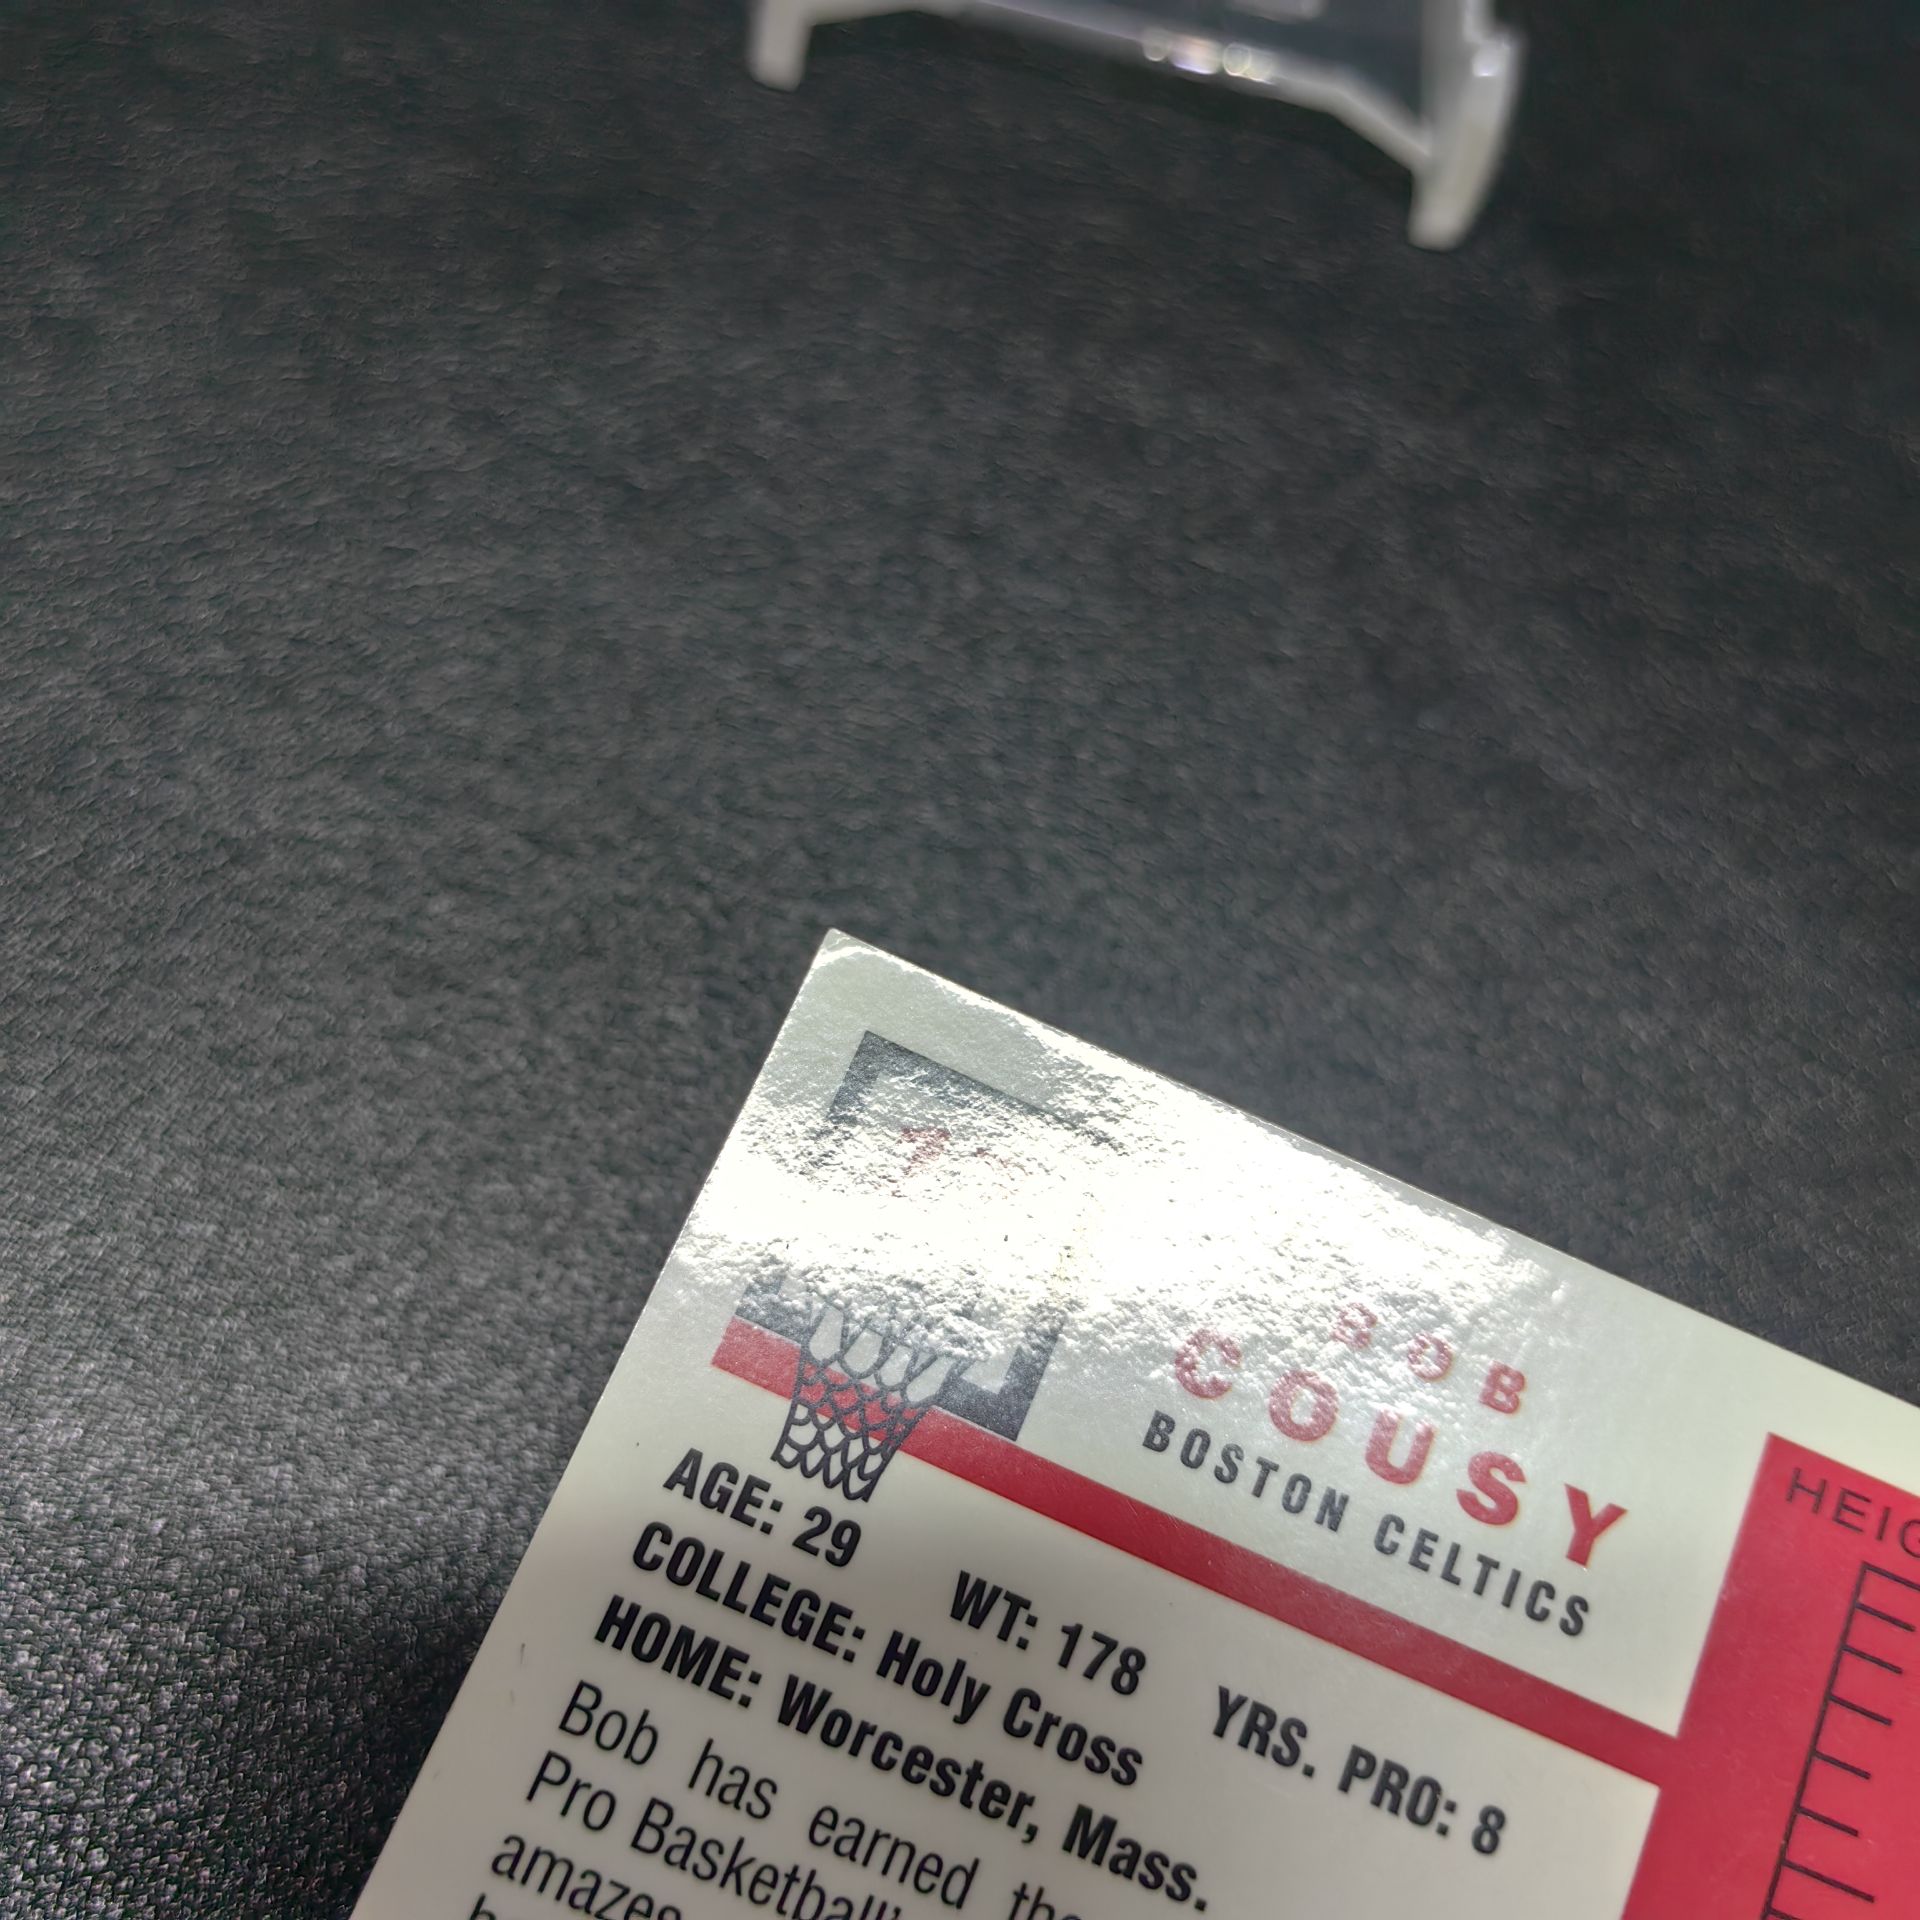 BOB
COUSY
BOSTON CELTICS
HEIG
AGE: 29 WT: 178 YRS. PRO: 8
COLLEGE: Holy Cross
HOME: Worcester, Mass.
Bob has earned the
Pro Basketball'
amazes